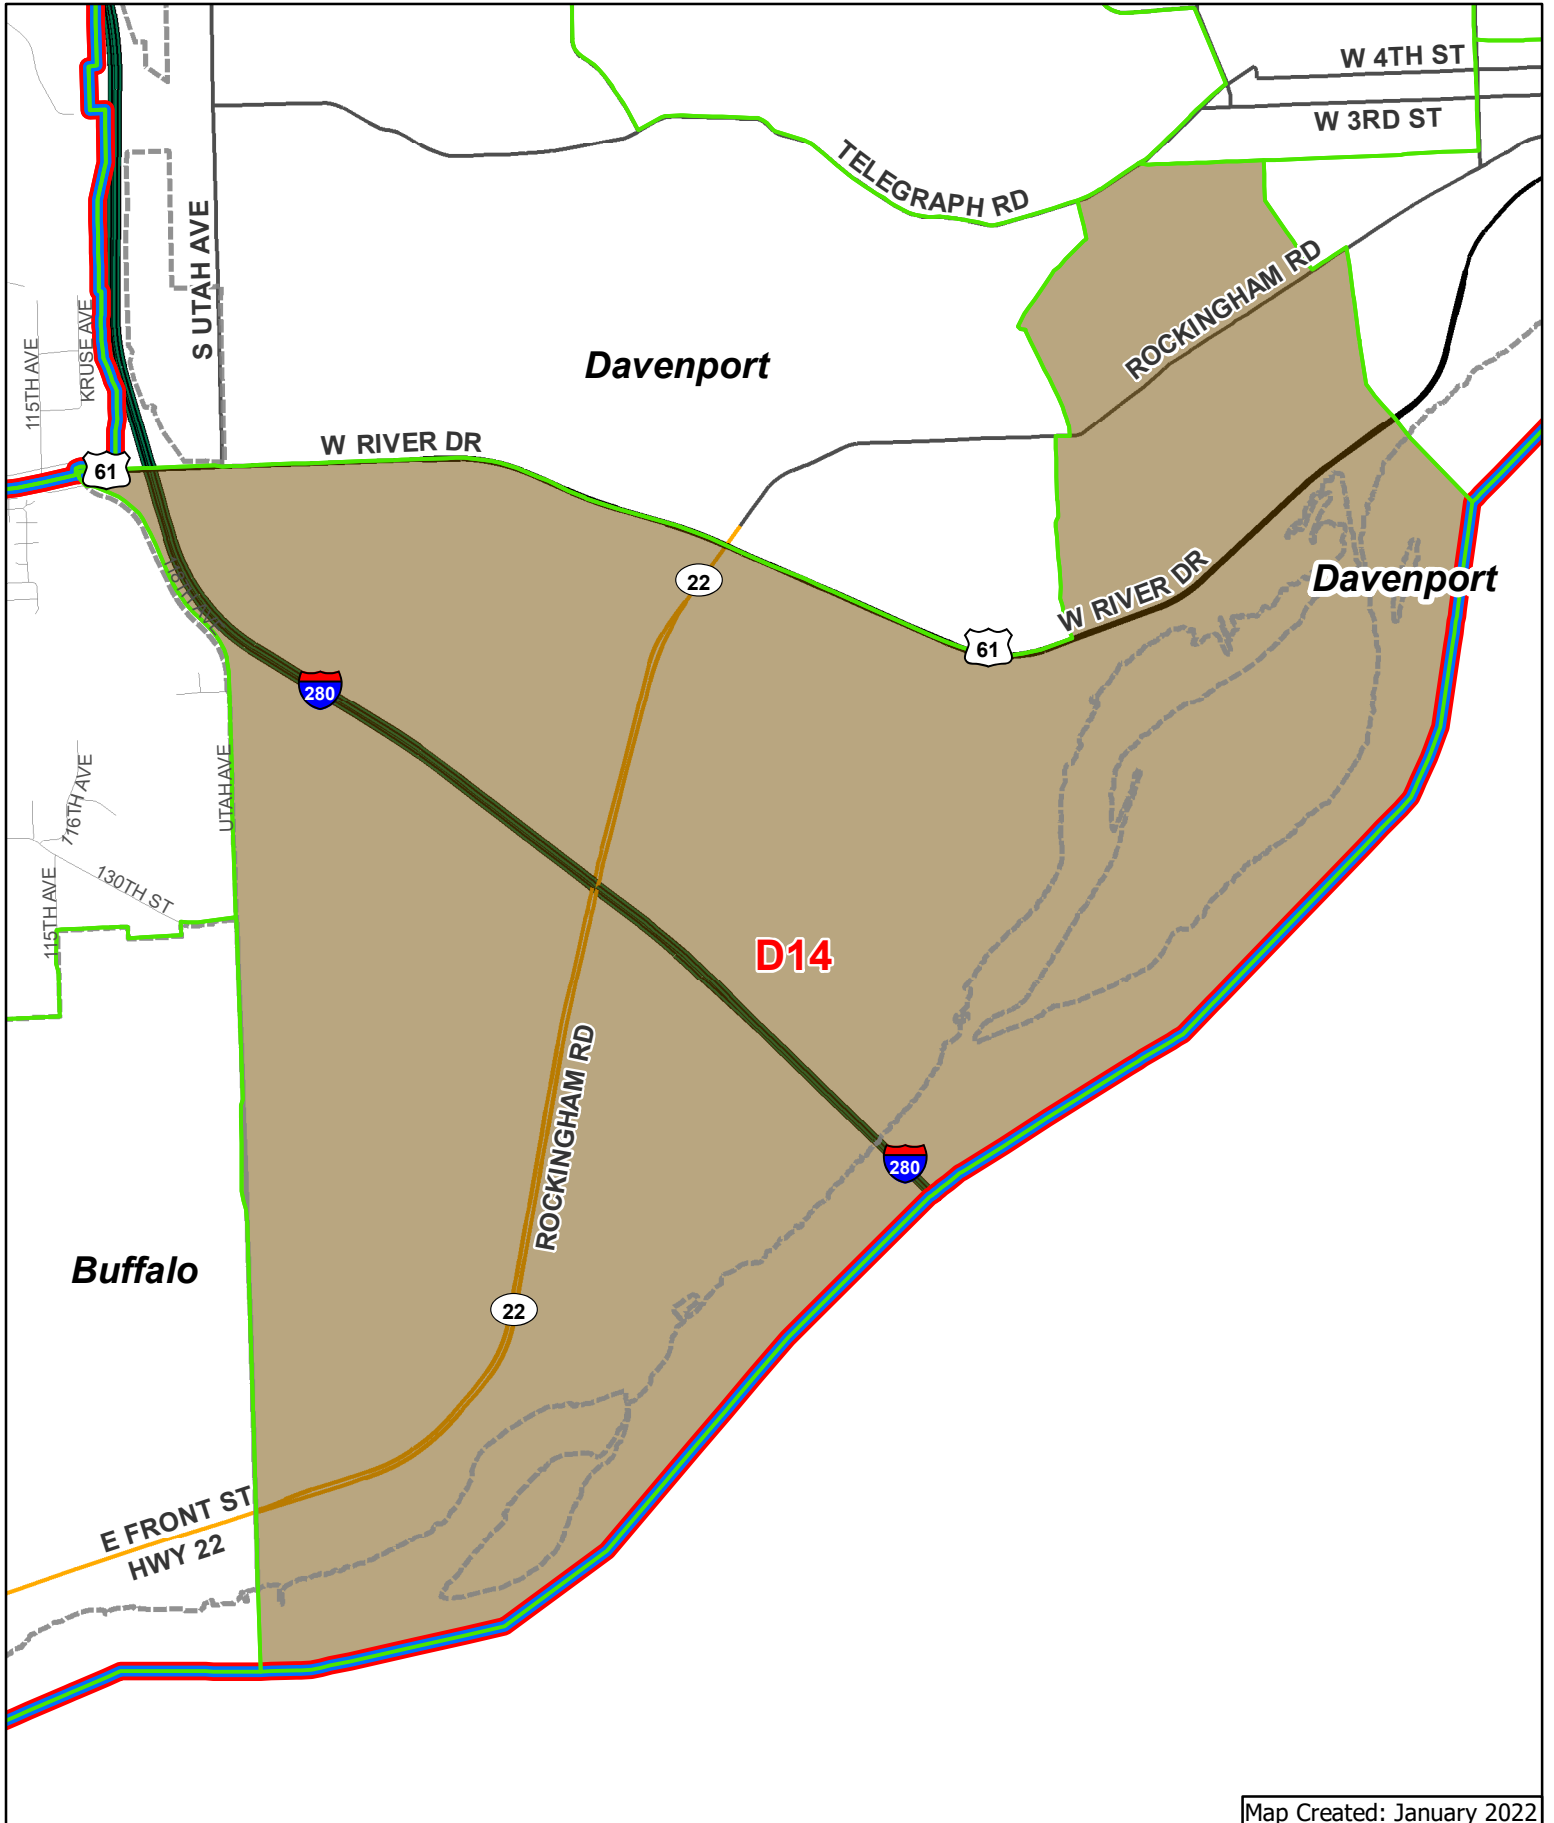 W 4TH ST
W 3RD ST
TELEGRAPH RD
S UTAH AVE
ROCKINGHAM RD
KRUSE AVE
115TH AVE
Davenport
W RIVER DR
61
22
Davenport
W RIVER DR
118TH AVE
61
280
UTAH AVE
116TH AVE
130TH ST
115TH AVE
D14
ROCKINGHAM RD
280
Buffalo
22
E FRONT ST
HWY 22
Map Created: January 2022